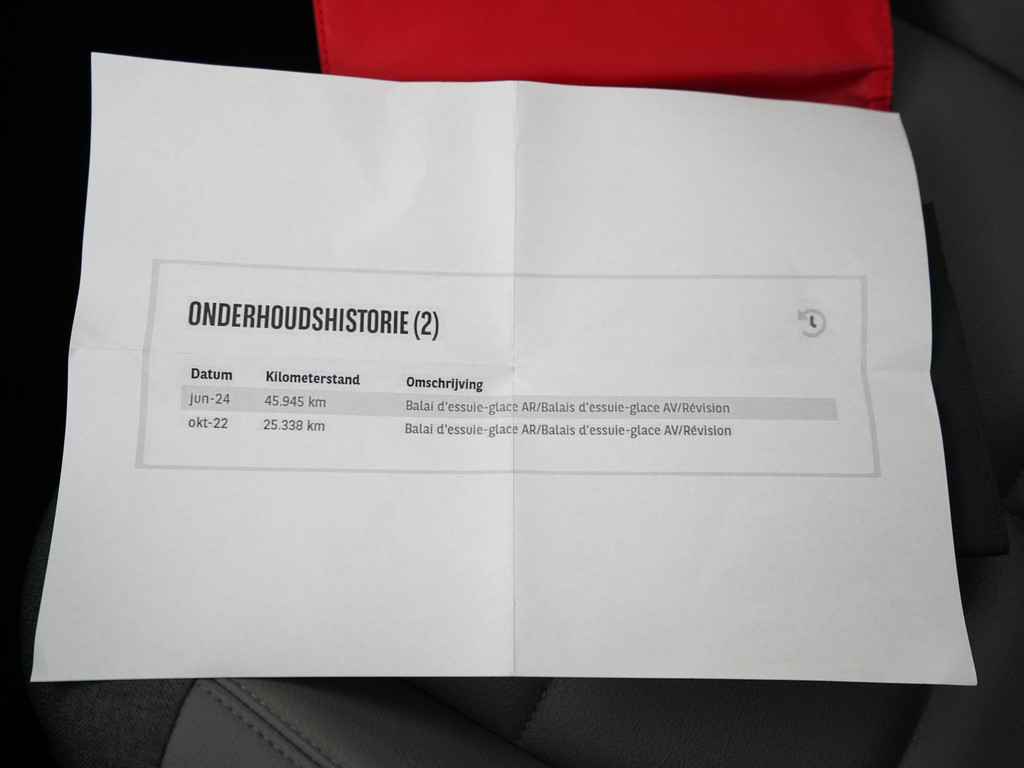 ONDERHOUDSHISTORIE (2)
Datum Kilometerstand Omschrijving
jun-24 45.945 km Balai d'essuie-glace AR/Balais d'essuie-glace AV/Révision
okt-22 25.338 km Balai d'essuie-glace AR/Balais d'essuie-glace AV/Révision